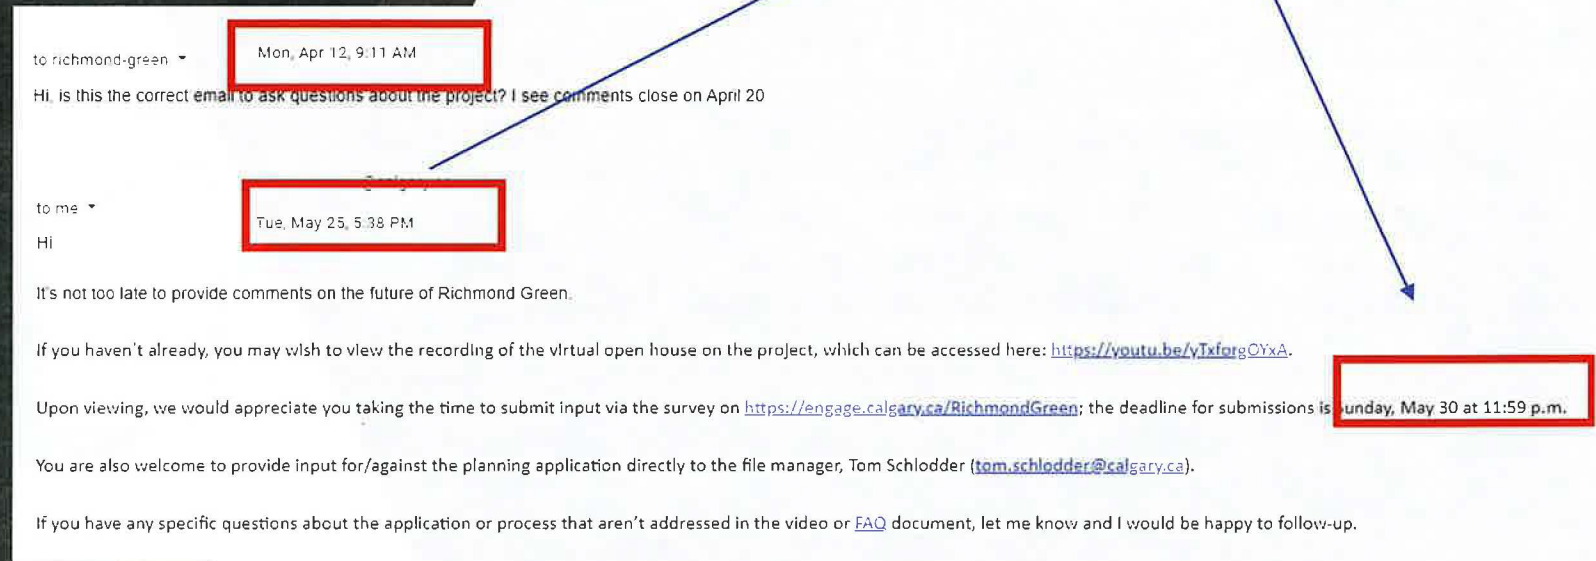 to richmond-green
Mon, Apr 12, 9:11 AM
Hi, is this the correct email to ask questions about the project? I see comments close on April 20
to me
Tue, May 25, 5:38 PM
Hi
It's not too late to provide comments on the future of Richmond Green.
If you haven't already, you may wish to view the recording of the virtual open house on the project, which can be accessed here: https://youtu.be/yTxforgOYxA.
Upon viewing, we would appreciate you taking the time to submit input via the survey on https://engage.calgary.ca/RichmondGreen; the deadline for submissions is Sunday, May 30 at 11:59 p.m.
You are also welcome to provide input for/against the planning application directly to the file manager, Tom Schlodder (tom.schlodder@calgary.ca).
If you have any specific questions about the application or process that aren't addressed in the video or FAQ document, let me know and I would be happy to follow-up.